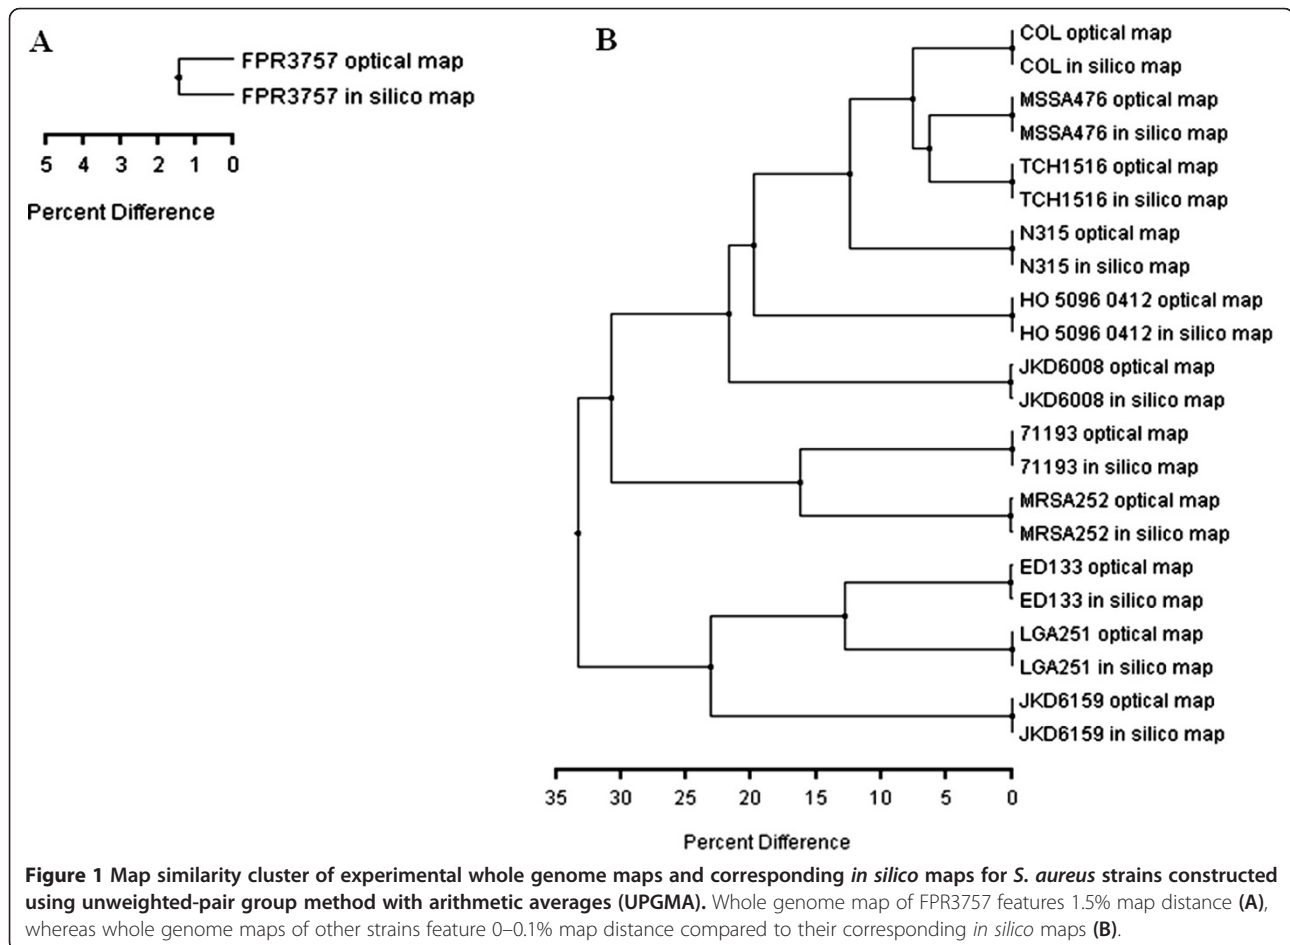 A
FPR3757 optical map
FPR3757 in silico map
5 4 3 2 1 0
Percent Difference
B
COL optical map
COL in silico map
MSSA476 optical map
MSSA476 in silico map
TCH1516 optical map
TCH1516 in silico map
N315 optical map
N315 in silico map
HO 5096 0412 optical map
HO 5096 0412 in silico map
JKD6008 optical map
JKD6008 in silico map
71193 optical map
71193 in silico map
MRSA252 optical map
MRSA252 in silico map
ED133 optical map
ED133 in silico map
LGA251 optical map
LGA251 in silico map
JKD6159 optical map
JKD6159 in silico map
35 30 25 20 15 10 5 0
Percent Difference
Figure 1 Map similarity cluster of experimental whole genome maps and corresponding in silico maps for S. aureus strains constructed
using unweighted-pair group method with arithmetic averages (UPGMA). Whole genome map of FPR3757 features 1.5% map distance (A),
whereas whole genome maps of other strains feature 0–0.1% map distance compared to their corresponding in silico maps (B).